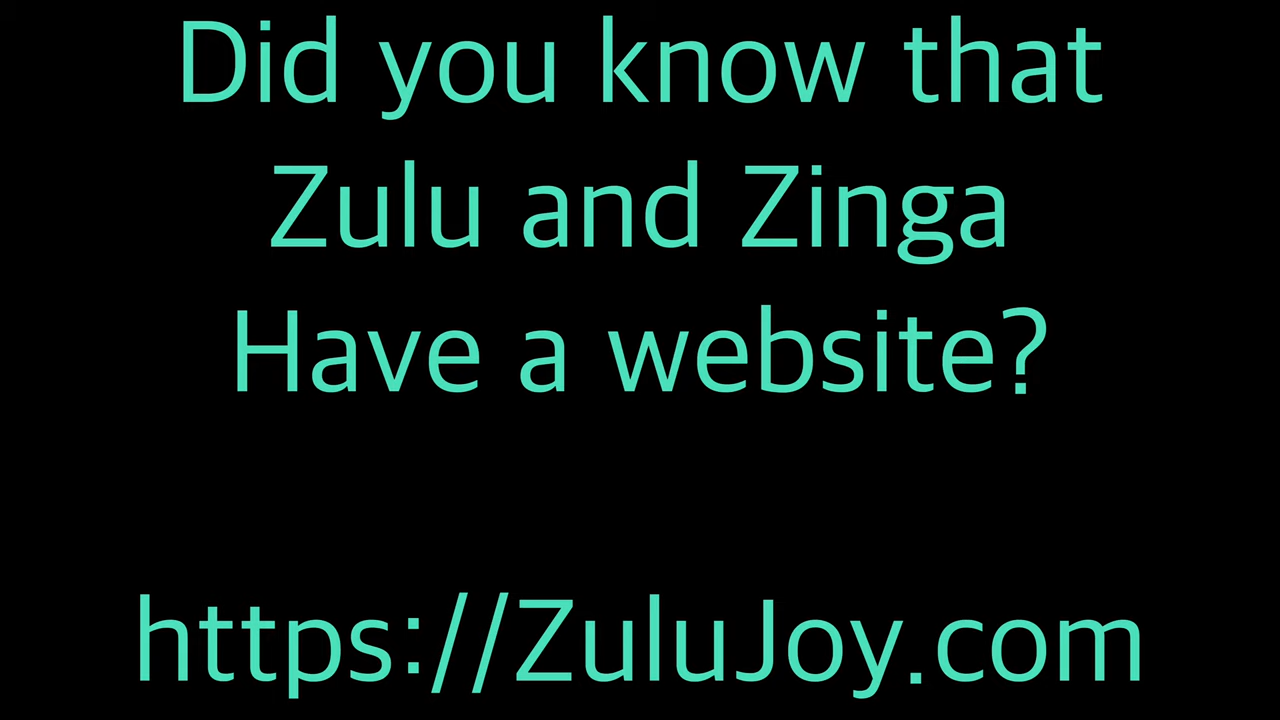 Did you know that
Zulu and Zinga
Have a website?
https://ZuluJoy.com